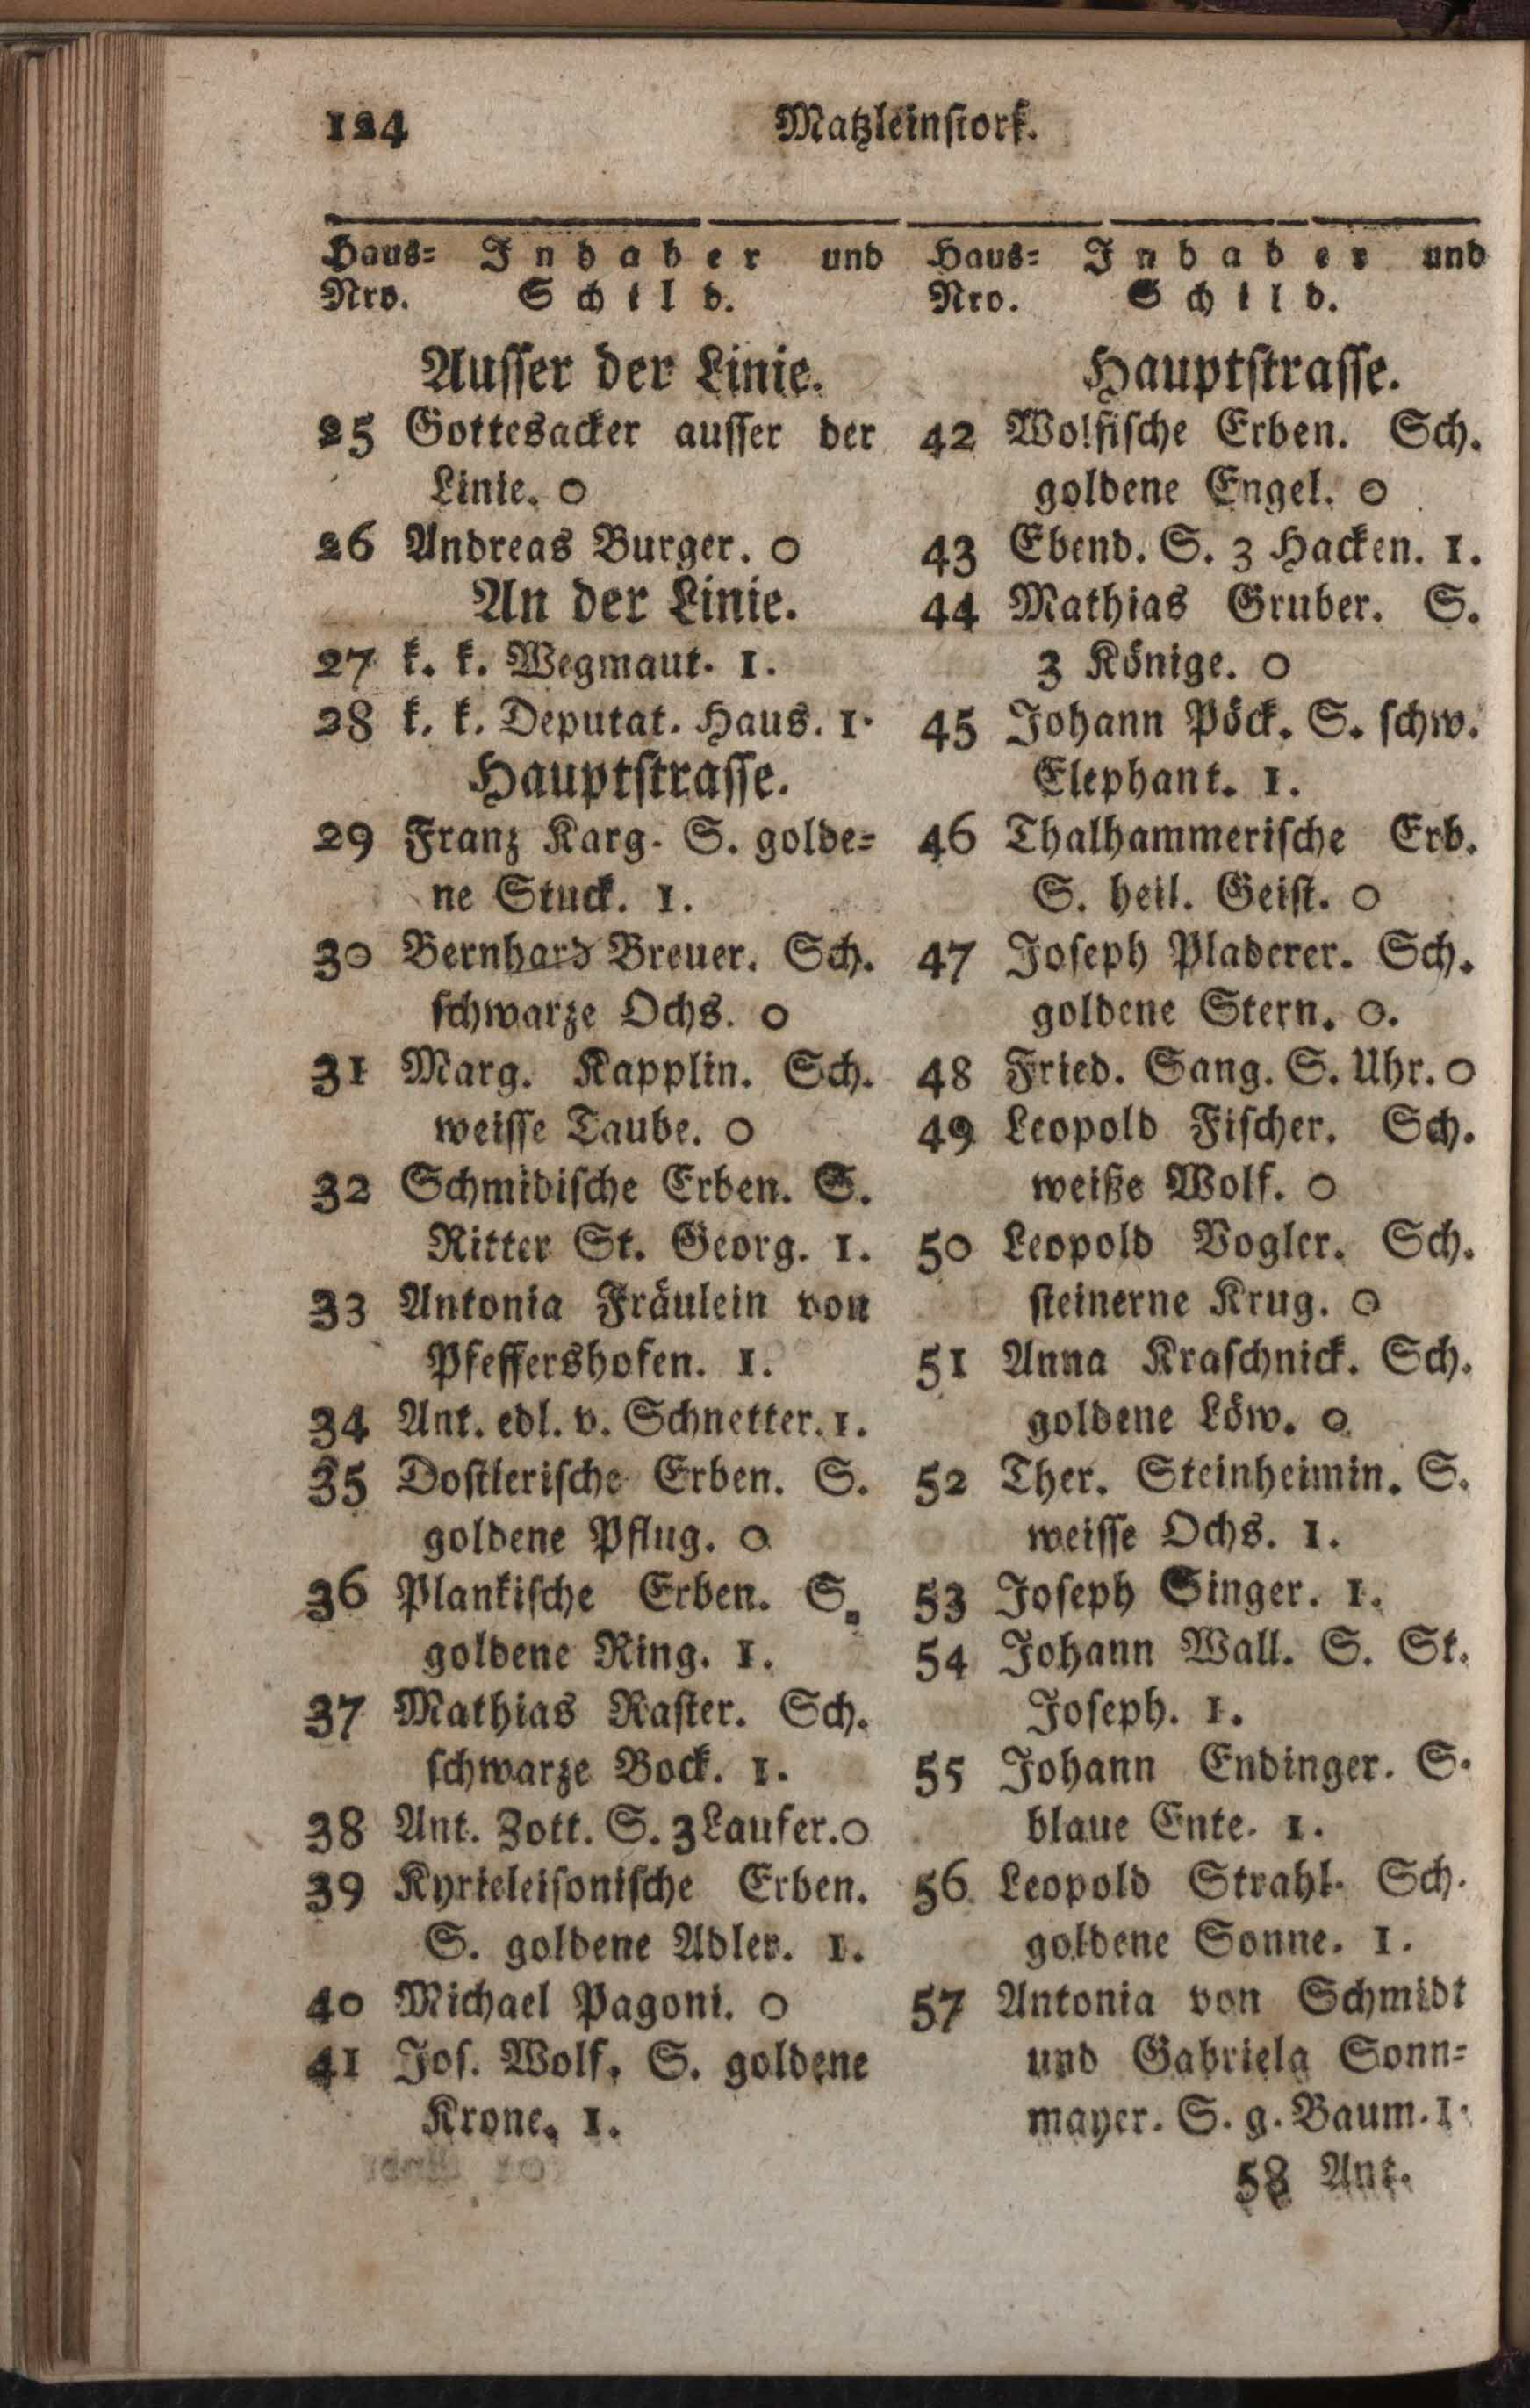 124
Matzleinstorf.
Haus= Inhaber und
Nro. Schild.
Ausser der Linie.
25 Gottesacker ausser der
Linie. o
26 Andreas Burger. o
An der Linie.
27 k. k. Wegmaut. 1.
28 k. k. Deputat. Haus. 1.
Hauptstrasse.
29 Franz Karg. S. golde=
ne Stuck. 1.
30 Bernhard Breuer. Sch.
schwarze Ochs. o
31 Marg. Kapplin. Sch.
weisse Taube. o
32 Schmidische Erben. S.
Ritter St. Georg. 1.
33 Antonia Fräulein von
Pfeffershofen. 1.
34 Ant. edl. v. Schnetter. 1.
35 Dostlerische Erben. S.
goldene Pflug. o
36 Plankische Erben. S.
goldene Ring. 1.
37 Mathias Raster. Sch.
schwarze Bock. 1.
38 Ant. Zott. S. 3 Laufer. o
39 Kyrieleisonische Erben.
S. goldene Adler. 1.
40 Michael Pagoni. o
41 Jos. Wolf. S. goldene
Krone. 1.
Haus= Inhaber und
Nro. Schild.
Hauptstrasse.
42 Wolfische Erben. Sch.
goldene Engel. o
43 Ebend. S. 3 Hacken. 1.
44 Mathias Gruber. S.
3 Könige. o
45 Johann Pöck. S. schw.
Elephant. 1.
46 Thalhammerische Erb.
S. heil. Geist. o
47 Joseph Pladerer. Sch.
goldene Stern. o.
48 Fried. Sang. S. Uhr. o
49 Leopold Fischer. Sch.
weiße Wolf. o
50 Leopold Vogler. Sch.
steinerne Krug. o
51 Anna Kraschnick. Sch.
goldene Löw. o
52 Ther. Steinheimin. S.
weisse Ochs. 1.
53 Joseph Singer. 1.
54 Johann Wall. S. St.
Joseph. 1.
55 Johann Endinger. S.
blaue Ente. 1.
56 Leopold Strahl. Sch.
goldene Sonne. 1.
57 Antonia von Schmidt
und Gabriela Sonn=
mayer. S. g. Baum. 1.
58 Ant.